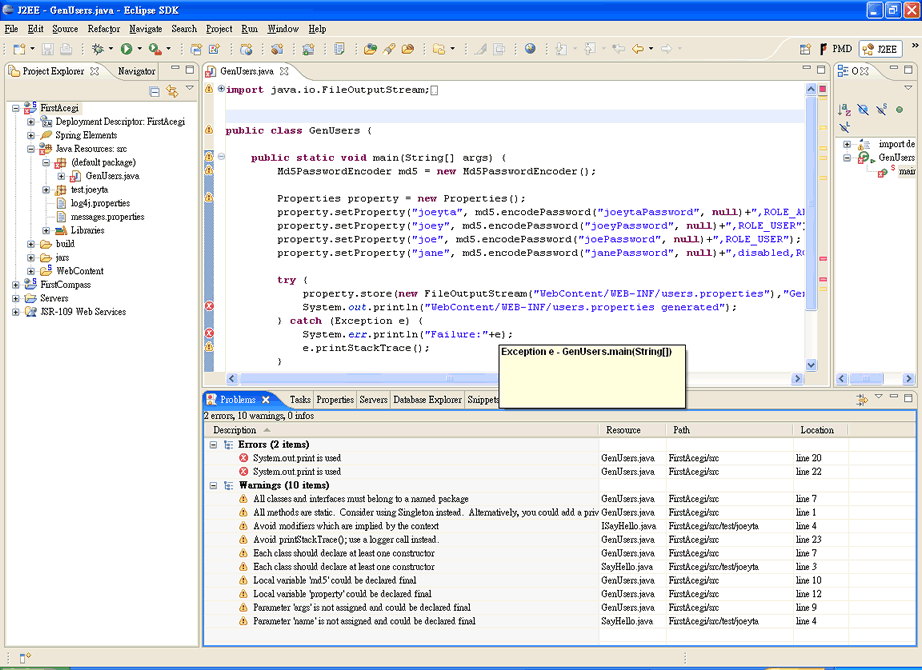 J2EE - GenUsers.java - Eclipse SDK
File Edit Source Refactor Navigate Search Project Run Window Help
PMD J2EE
Project Explorer Navigator
GenUsers.java
FirstAcegi
Deployment Descriptor: FirstAcegi
Spring Elements
Java Resources: src
(default package)
GenUsers.java
test.joeyta
log4j.properties
messages.properties
Libraries
build
jars
WebContent
FirstCompass
Servers
JSR-109 Web Services
import java.io.FileOutputStream;
public class GenUsers {
public static void main(String[] args) {
Md5PasswordEncoder md5 = new Md5PasswordEncoder();
Properties property = new Properties();
property.setProperty("joeyta", md5.encodePassword("joeytaPassword", null)+",ROLE_A
property.setProperty("joey", md5.encodePassword("joeyPassword", null)+",ROLE_USER"
property.setProperty("joe", md5.encodePassword("joePassword", null)+",ROLE_USER");
property.setProperty("jane", md5.encodePassword("janePassword", null)+",disabled,RO
try {
property.store(new FileOutputStream("WebContent/WEB-INF/users.properties"),"Gen
System.out.println("WebContent/WEB-INF/users.properties generated");
} catch (Exception e) {
System.err.println("Failure:"+e);
e.printStackTrace();
}
Exception e - GenUsers.main(String[])
O
import de
GenUsers
main
Problems Tasks Properties Servers Database Explorer Snippets
2 errors, 10 warnings, 0 infos
Description Resource Path Location
Errors (2 items)
System.out.print is used GenUsers.java FirstAcegi/src line 20
System.out.print is used GenUsers.java FirstAcegi/src line 22
Warnings (10 items)
All classes and interfaces must belong to a named package GenUsers.java FirstAcegi/src line 7
All methods are static. Consider using Singleton instead. Alternatively, you could add a priv GenUsers.java FirstAcegi/src line 1
Avoid modifiers which are implied by the context ISayHello.java FirstAcegi/src/test/joeyta line 4
Avoid printStackTrace(); use a logger call instead. GenUsers.java FirstAcegi/src line 23
Each class should declare at least one constructor GenUsers.java FirstAcegi/src line 7
Each class should declare at least one constructor SayHello.java FirstAcegi/src/test/joeyta line 3
Local variable 'md5' could be declared final GenUsers.java FirstAcegi/src line 10
Local variable 'property' could be declared final GenUsers.java FirstAcegi/src line 12
Parameter 'args' is not assigned and could be declared final GenUsers.java FirstAcegi/src line 9
Parameter 'name' is not assigned and could be declared final SayHello.java FirstAcegi/src/test/joeyta line 4